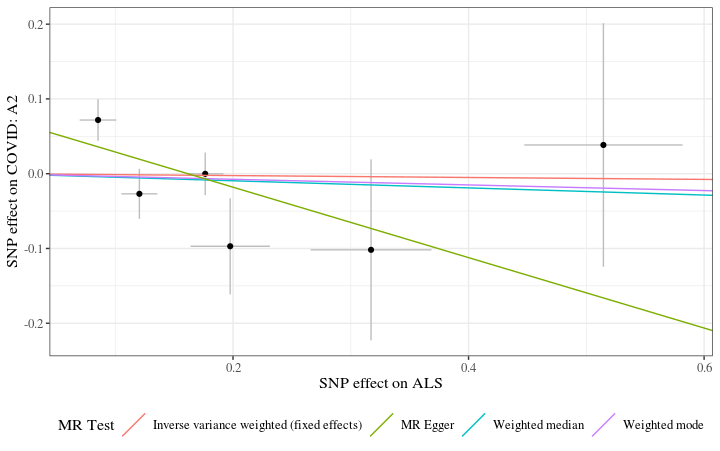 SNP effect on COVID: A2
0.2
0.1
0.0
-0.1
-0.2
0.2
0.4
0.6
SNP effect on ALS
MR Test
Inverse variance weighted (fixed effects)
MR Egger
Weighted median
Weighted mode